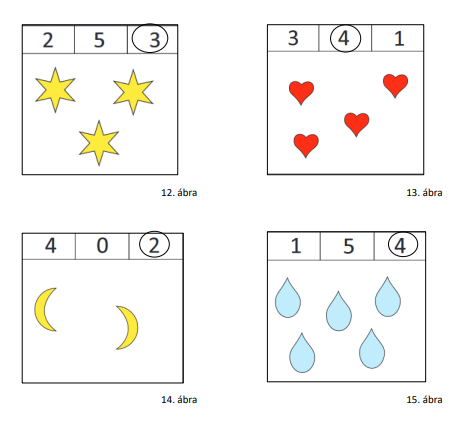 2 5 3
3 4 1
12. ábra
13. ábra
4 0 2
1 5 4
14. ábra
15. ábra